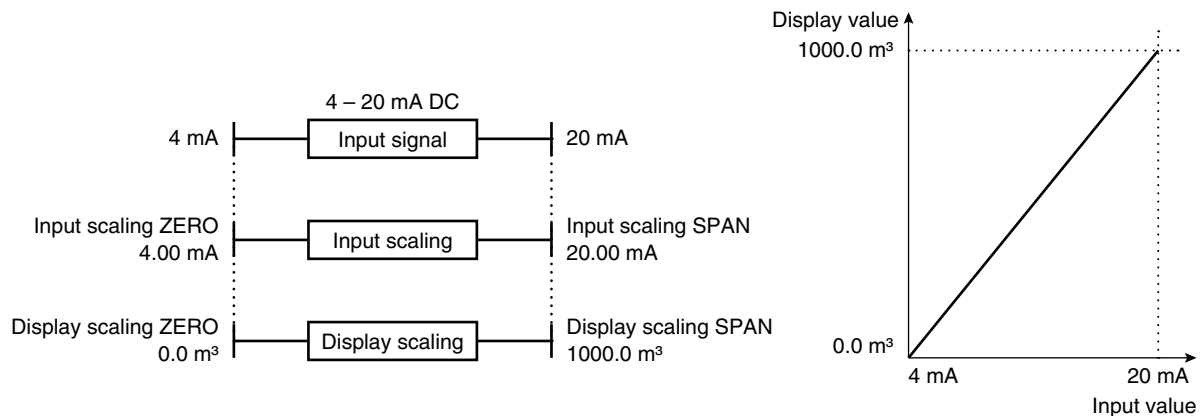 4 – 20 mA DC
4 mA
Input signal
20 mA
Input scaling ZERO
4.00 mA
Input scaling
Input scaling SPAN
20.00 mA
Display scaling ZERO
0.0 m³
Display scaling
Display scaling SPAN
1000.0 m³
Display value
1000.0 m³
0.0 m³
4 mA
20 mA
Input value